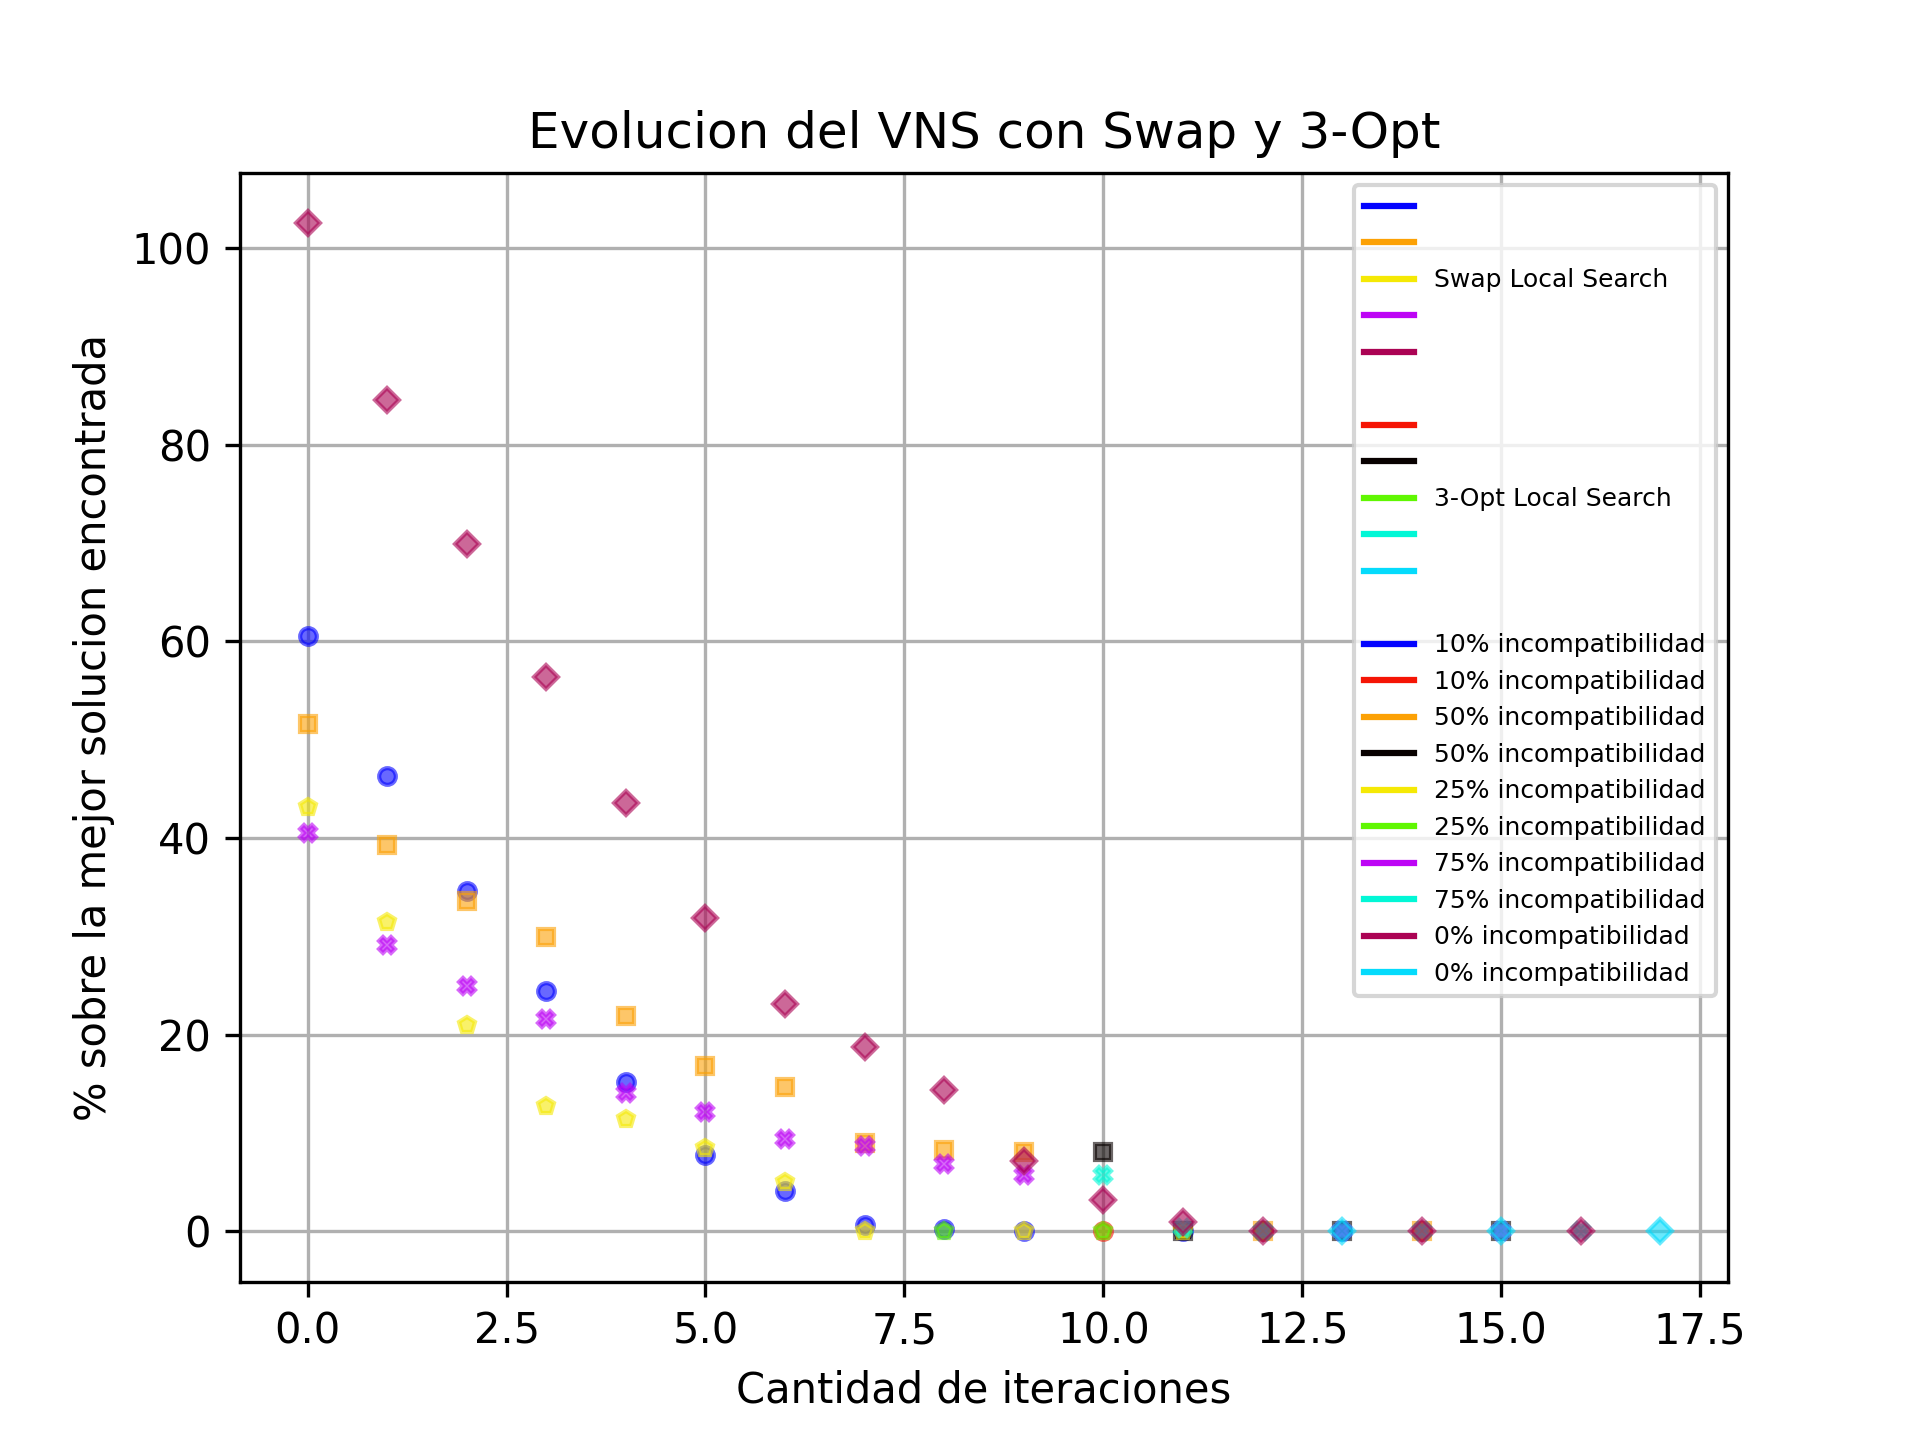 Evolucion del VNS con Swap y 3-Opt
% sobre la mejor solucion encontrada
100
80
60
40
20
0
Swap Local Search
3-Opt Local Search
10% incompatibilidad
10% incompatibilidad
50% incompatibilidad
50% incompatibilidad
25% incompatibilidad
25% incompatibilidad
75% incompatibilidad
75% incompatibilidad
0% incompatibilidad
0% incompatibilidad
0.0 2.5 5.0 7.5 10.0 12.5 15.0 17.5
Cantidad de iteraciones